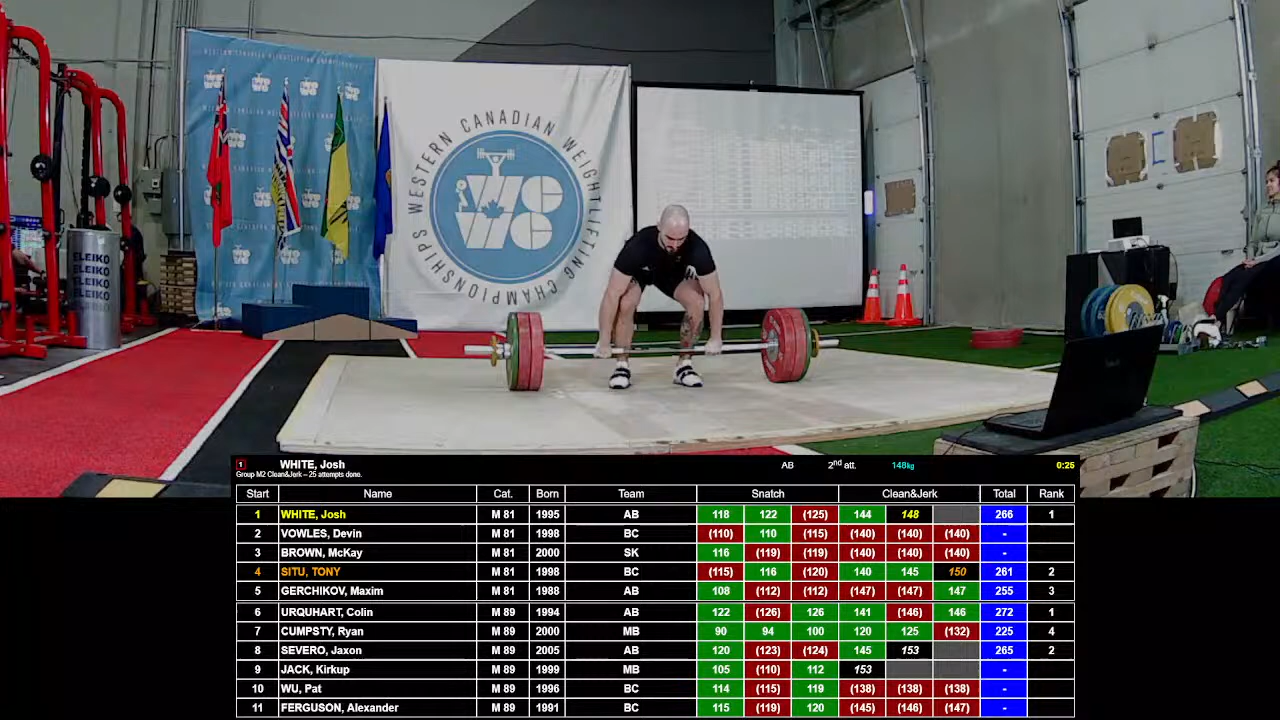 WESTERN CANADIAN WEIGHTLIFTING CHAMPIONSHIPS
WC
WC
ELEIKO
ELEIKO
ELEIKO
ELEIKO
1 WHITE, Josh AB 2nd att. 148kg 0:25
Group M2 Clean&Jerk – 25 attempts done.
Start Name Cat. Born Team Snatch Clean&Jerk Total Rank
1 WHITE, Josh M 81 1995 AB 118 122 (125) 144 148 266 1
2 VOWLES, Devin M 81 1998 BC (110) 110 (115) (140) (140) (140) -
3 BROWN, McKay M 81 2000 SK 116 (119) (119) (140) (140) (140) -
4 SITU, TONY M 81 1998 BC (115) 116 (120) 140 145 150 261 2
5 GERCHIKOV, Maxim M 81 1988 AB 108 (112) (112) (147) (147) 147 255 3
6 URQUHART, Colin M 89 1994 AB 122 (126) 126 141 (146) 146 272 1
7 CUMPSTY, Ryan M 89 2000 MB 90 94 100 120 125 (132) 225 4
8 SEVERO, Jaxon M 89 2005 AB 120 (123) (124) 145 153 265 2
9 JACK, Kirkup M 89 1999 MB 105 (110) 112 153 -
10 WU, Pat M 89 1996 BC 114 (115) 119 (138) (138) (138) -
11 FERGUSON, Alexander M 89 1991 BC 115 (119) 120 (145) (146) (147) -